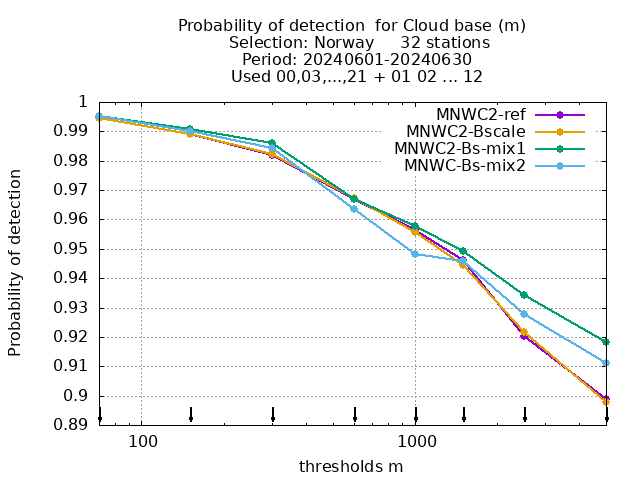 Probability of detection  for Cloud base (m)
Selection: Norway     32 stations
Period: 20240601-20240630
Used 00,03,...,21 + 01 02 ... 12
MNWC2-ref
MNWC2-Bscale
MNWC2-Bs-mix1
MNWC-Bs-mix2
Probability of detection
1
0.99
0.98
0.97
0.96
0.95
0.94
0.93
0.92
0.91
0.9
0.89
100
1000
thresholds m